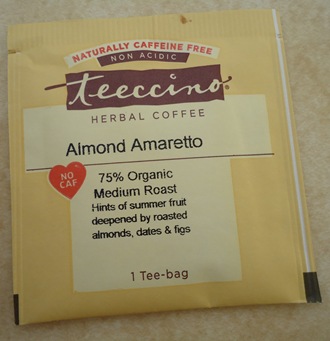 NATURALLY CAFFEINE FREE
NON ACIDIC
teeccino®
HERBAL COFFEE
Almond Amaretto
NO
CAF
75% Organic
Medium Roast
Hints of summer fruit
deepened by roasted
almonds, dates & figs
1 Tee-bag